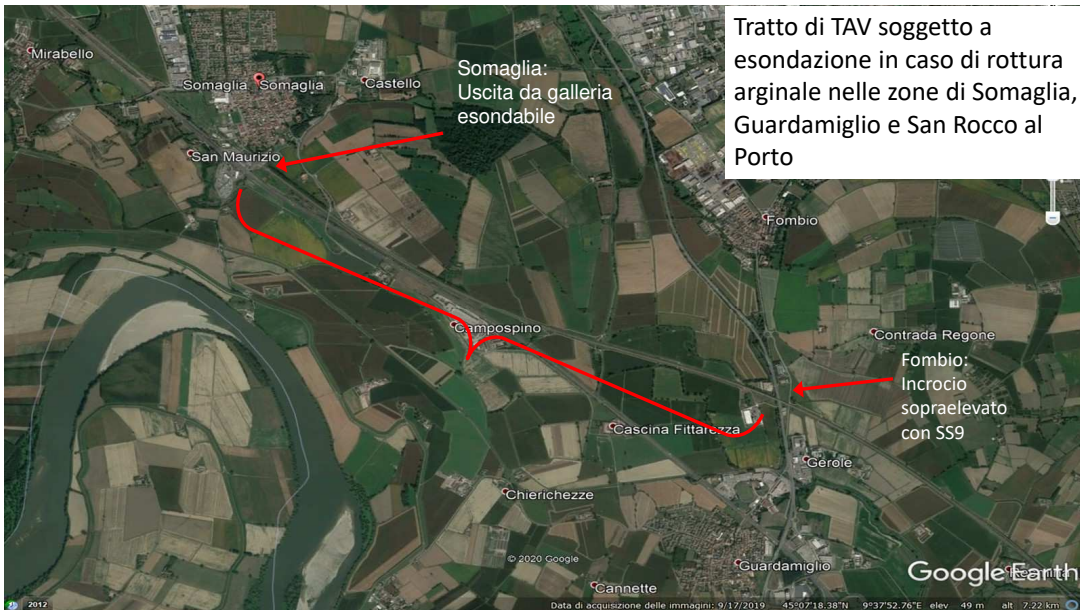 Tratto di TAV soggetto a
esondazione in caso di rottura
arginale nelle zone di Somaglia,
Guardamiglio e San Rocco al
Porto
Mirabello
Somaglia:
Uscita da galleria
esondabile
Somaglia Somaglia
Castello
San Maurizio
Fombio
Campospino
Contrada Regone
Fombio:
Incrocio
sopraelevato
con SS9
Cascina Fittarezza
Gerole
Chierichezze
© 2020 Google
Guardamiglio
Google Earth
Cannette
2012
Data di acquisizione delle immagini: 9/17/2019 45°07'18.38"N 9°37'52.76"E elev 49 m alt 7.22 km